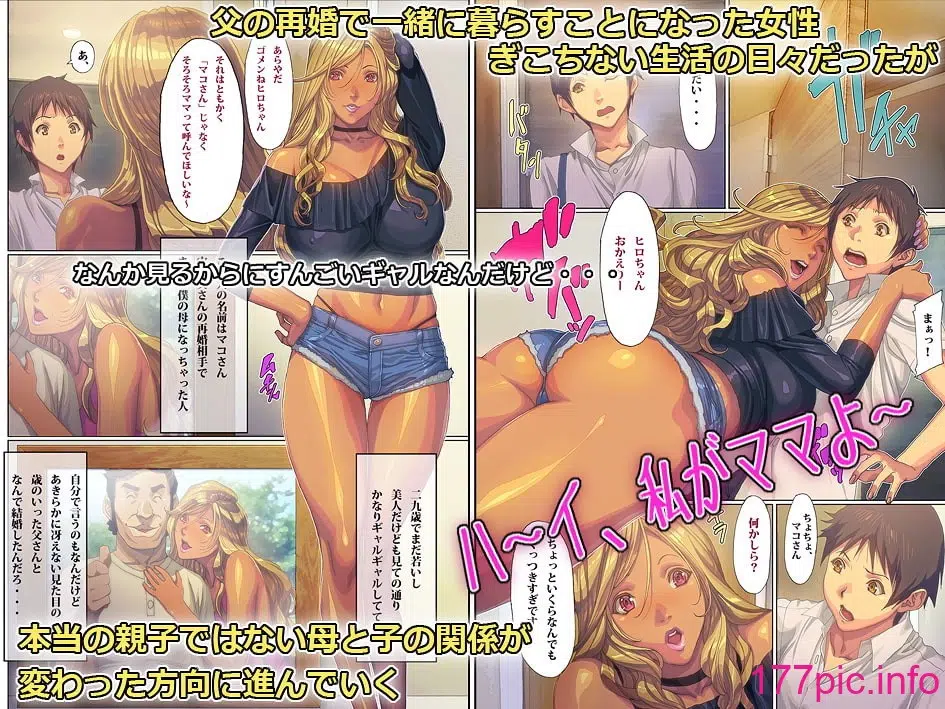 父の再婚で一緒に暮らすことになった女性
ぎこちない生活の日々だったが
ヒロちゃん
おかえりー
まぁっ!
ハ～イ、私がママよ～
ちょちょ、
マコさん
何かしら?
ちょっといくらなんでも
っつきすぎです
あ、
あらやだ
ゴメンねヒロちゃん
それはともかく
「マコさん」じゃなく
そろそろママって呼んでほしいな～
なんか見るからにすんごいギャルなんだけど・・・
の名前はマコさん
さんの再婚相手で
僕の母になっちゃった人
二九歳でまだ若いし
美人だけども見ての通り
かなりギャルギャルしてて
自分で言うのもなんだけど
あきらかに冴えない見た目の
歳のいった父さんと
なんで結婚したんだろ・・・
本当の親子ではない母と子の関係が
変わった方向に進んでいく
177pic.info